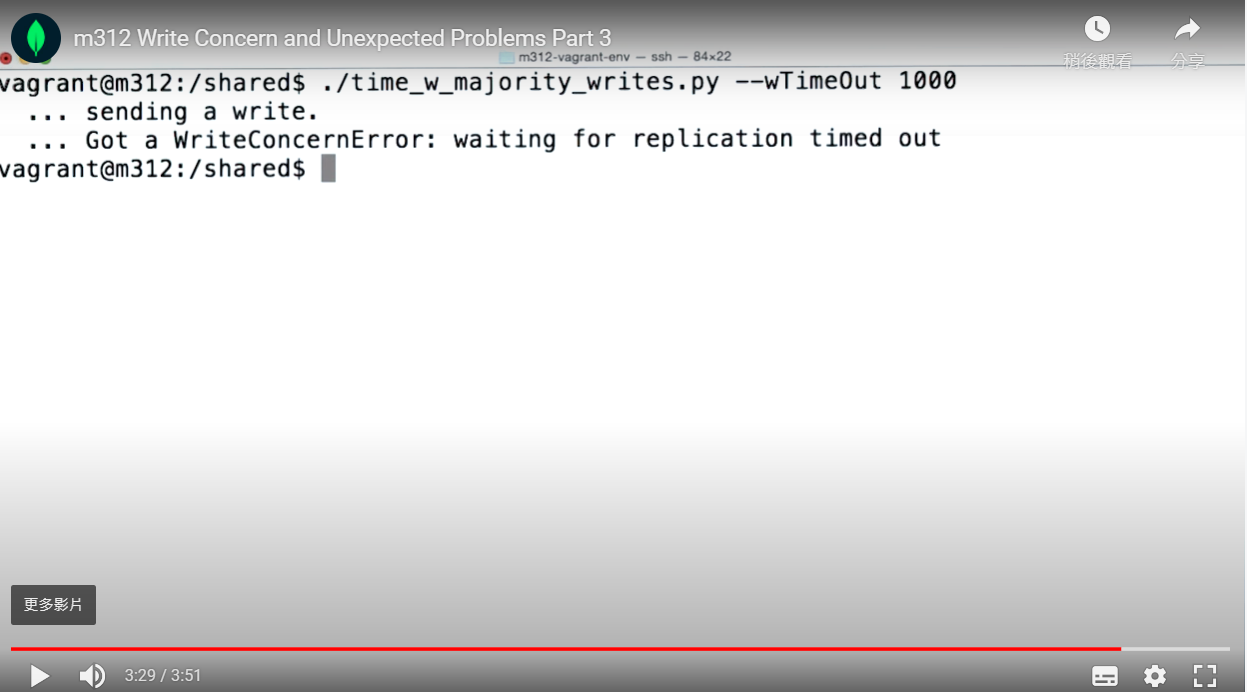 m312 Write Concern and Unexpected Problems Part 3
稍後觀看
分享
m312-vagrant-env — ssh — 84×22
vagrant@m312:/shared$ ./time_w_majority_writes.py --wTimeOut 1000
... sending a write.
... Got a WriteConcernError: waiting for replication timed out
vagrant@m312:/shared$
更多影片
3:29 / 3:51